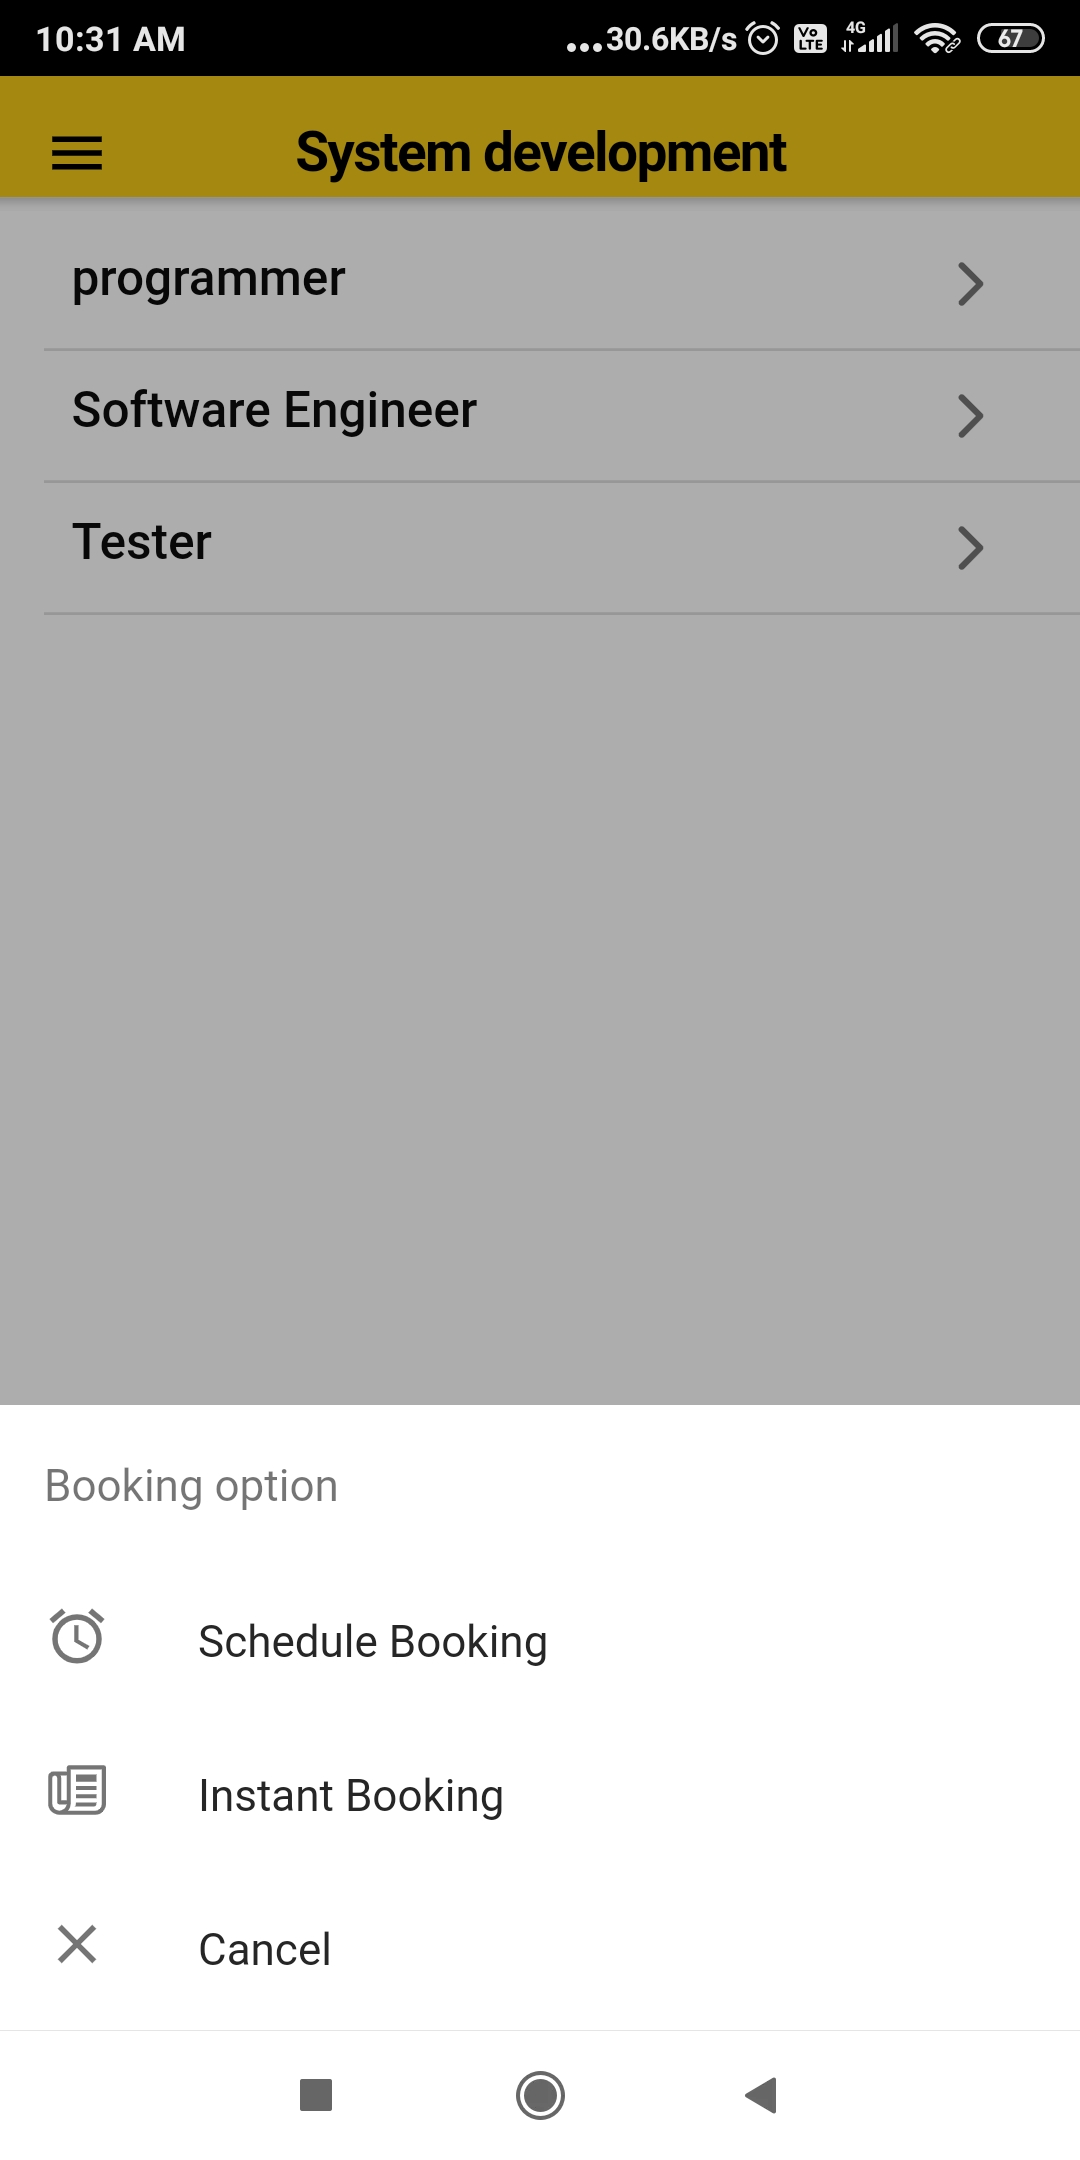 10:31 AM ...30.6KB/s Vo LTE 4G 67
System development
programmer
Software Engineer
Tester
Booking option
Schedule Booking
Instant Booking
Cancel